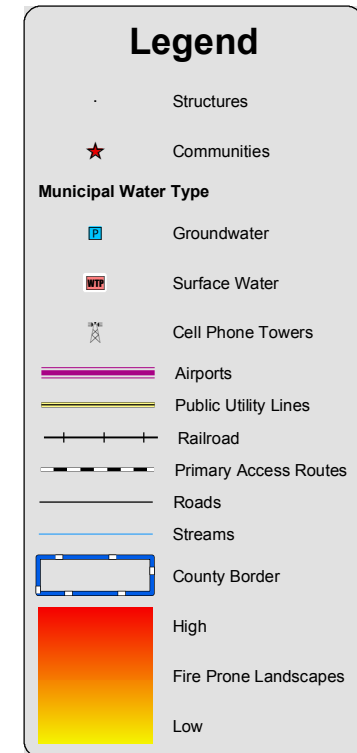 Legend
Structures
Communities
Municipal Water Type
P
Groundwater
WTP
Surface Water
Cell Phone Towers
Airports
Public Utility Lines
Railroad
Primary Access Routes
Roads
Streams
County Border
High
Fire Prone Landscapes
Low